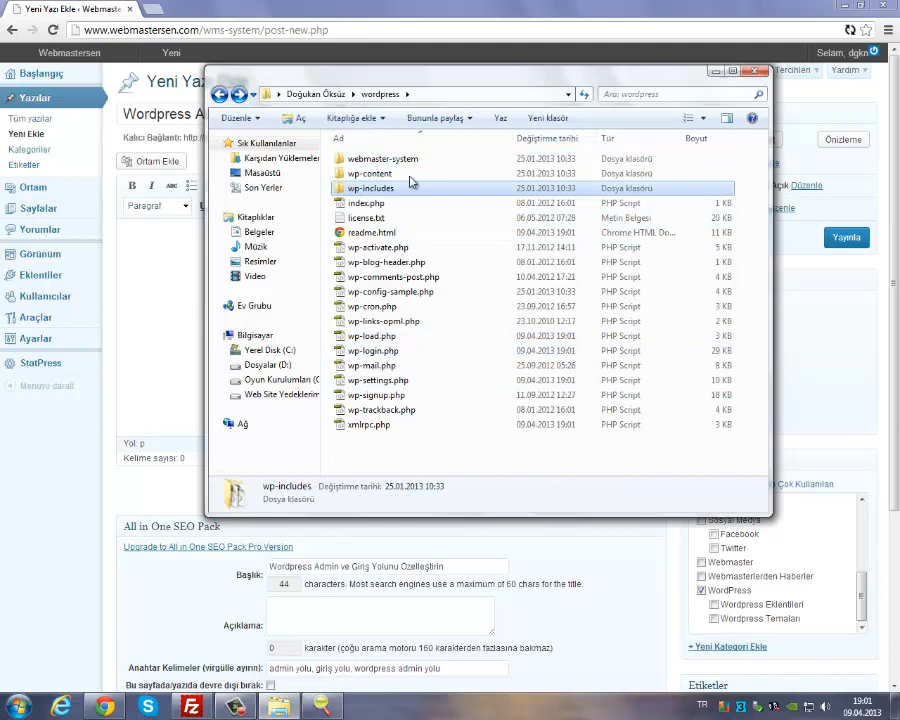 Yeni Yazı Ekle ‹ Webmaste
www.webmastersen.com/wms-system/post-new.php
Webmastersen
Yeni
Selam, dgkn
Başlangıç
Yazılar
Tüm yazılar
Yeni Ekle
Kategoriler
Etiketler
Ortam
Sayfalar
Yorumlar
Görünüm
Eklentiler
Kullanıcılar
Araçlar
Ayarlar
StatPress
Menüyü daralt
Yeni Yazı Ekle
Tercihleri
Yardım
Wordpress A
Kalıcı Bağlantı: http:/
Ortam Ekle
B I ABC
Paragraf
Yol: p
Kelime sayısı: 0
Önizleme
Açık Düzenle
zenle
Yayınla
Doğukan Öksüz
wordpress
Ara: wordpress
Düzenle
Aç
Kitaplığa ekle
Bununla paylaş
Yaz
Yeni klasör
Sık Kullanılanlar
Karşıdan Yüklemeler
Masaüstü
Son Yerler
Kitaplıklar
Belgeler
Müzik
Resimler
Video
Ev Grubu
Bilgisayar
Yerel Disk (C:)
Dosyalar (D:)
Oyun Kurulumları (
Web Site Yedeklerim
Ağ
Ad Değiştirme tarihi Tür Boyut
webmaster-system 25.01.2013 10:33 Dosya klasörü
wp-content 25.01.2013 10:33 Dosya klasörü
wp-includes 25.01.2013 10:33 Dosya klasörü
index.php 08.01.2012 16:01 PHP Script 1 KB
license.txt 06.05.2012 07:28 Metin Belgesi 20 KB
readme.html 09.04.2013 19:01 Chrome HTML Do... 11 KB
wp-activate.php 17.11.2012 14:11 PHP Script 5 KB
wp-blog-header.php 08.01.2012 16:01 PHP Script 1 KB
wp-comments-post.php 10.04.2012 17:21 PHP Script 4 KB
wp-config-sample.php 25.01.2013 10:33 PHP Script 4 KB
wp-cron.php 23.09.2012 16:57 PHP Script 3 KB
wp-links-opml.php 23.10.2010 12:17 PHP Script 2 KB
wp-load.php 09.04.2013 19:01 PHP Script 3 KB
wp-login.php 09.04.2013 19:01 PHP Script 29 KB
wp-mail.php 25.09.2012 05:26 PHP Script 8 KB
wp-settings.php 09.04.2013 19:01 PHP Script 10 KB
wp-signup.php 11.09.2012 12:27 PHP Script 18 KB
wp-trackback.php 08.01.2012 16:01 PHP Script 4 KB
xmlrpc.php 09.04.2013 19:01 PHP Script 3 KB
wp-includes Değiştirme tarihi: 25.01.2013 10:33
Dosya klasörü
Çok Kullanılan
Sosyal Medya
Facebook
Twitter
Webmaster
Webmasterlerden Haberler
WordPress
Wordpress Eklentileri
Wordpress Temaları
+ Yeni Kategori Ekle
Etiketler
All in One SEO Pack
Upgrade to All in One SEO Pack Pro Version
Başlık: Wordpress Admin ve Giriş Yolunu Özelleştirin
44 characters. Most search engines use a maximum of 60 chars for the title.
Açıklama:
0 karakter (çoğu arama motoru 160 karakterden fazlasına bakmaz)
Anahtar Kelimeler (virgülle ayırın): admin yolu, giriş yolu, wordpress admin yolu
Bu sayfada/yazıda devre dışı bırak:
TR
19:01
09.04.2013